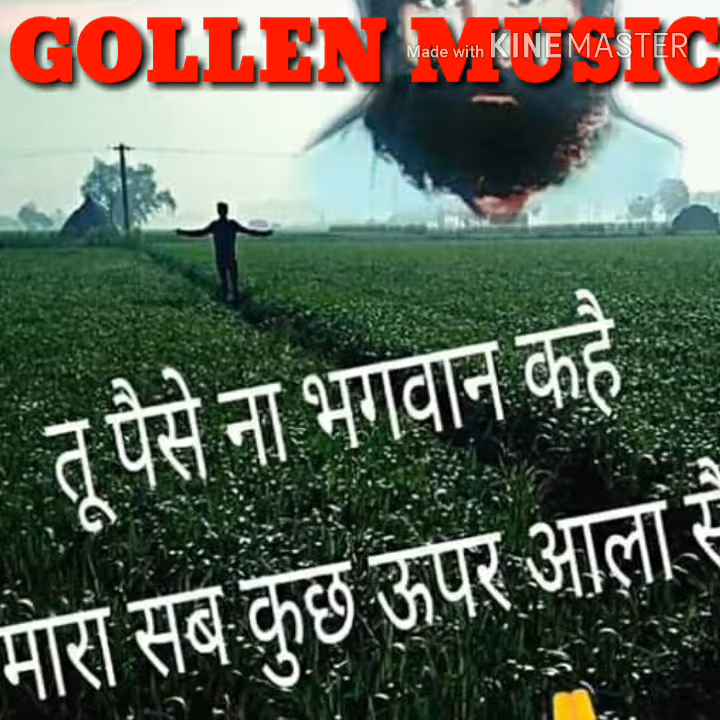 GOLLEN MUSIC
Made with KINEMASTER
तू पैसे ना भगवान कहै
मारा सब कुछ ऊपर आला सै